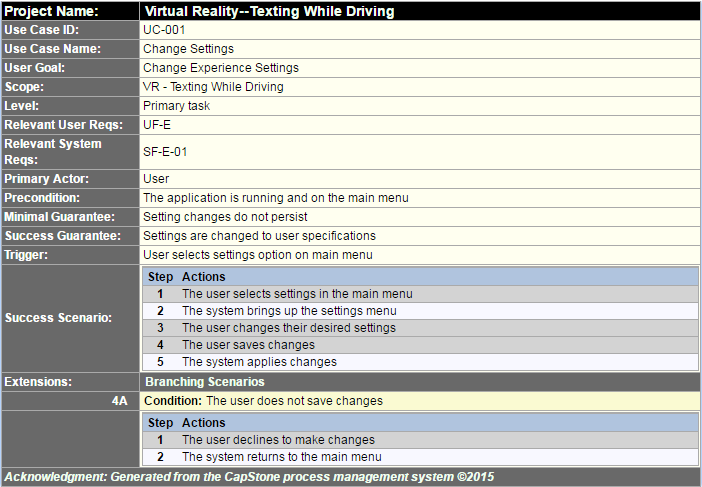 Project Name: Virtual Reality--Texting While Driving
Use Case ID: UC-001
Use Case Name: Change Settings
User Goal: Change Experience Settings
Scope: VR - Texting While Driving
Level: Primary task
Relevant User Reqs: UF-E
Relevant System
Reqs: SF-E-01
Primary Actor: User
Precondition: The application is running and on the main menu
Minimal Guarantee: Setting changes do not persist
Success Guarantee: Settings are changed to user specifications
Trigger: User selects settings option on main menu
Success Scenario:
Step Actions
1 The user selects settings in the main menu
2 The system brings up the settings menu
3 The user changes their desired settings
4 The user saves changes
5 The system applies changes
Extensions: Branching Scenarios
4A Condition: The user does not save changes
Step Actions
1 The user declines to make changes
2 The system returns to the main menu
Acknowledgment: Generated from the CapStone process management system ©2015